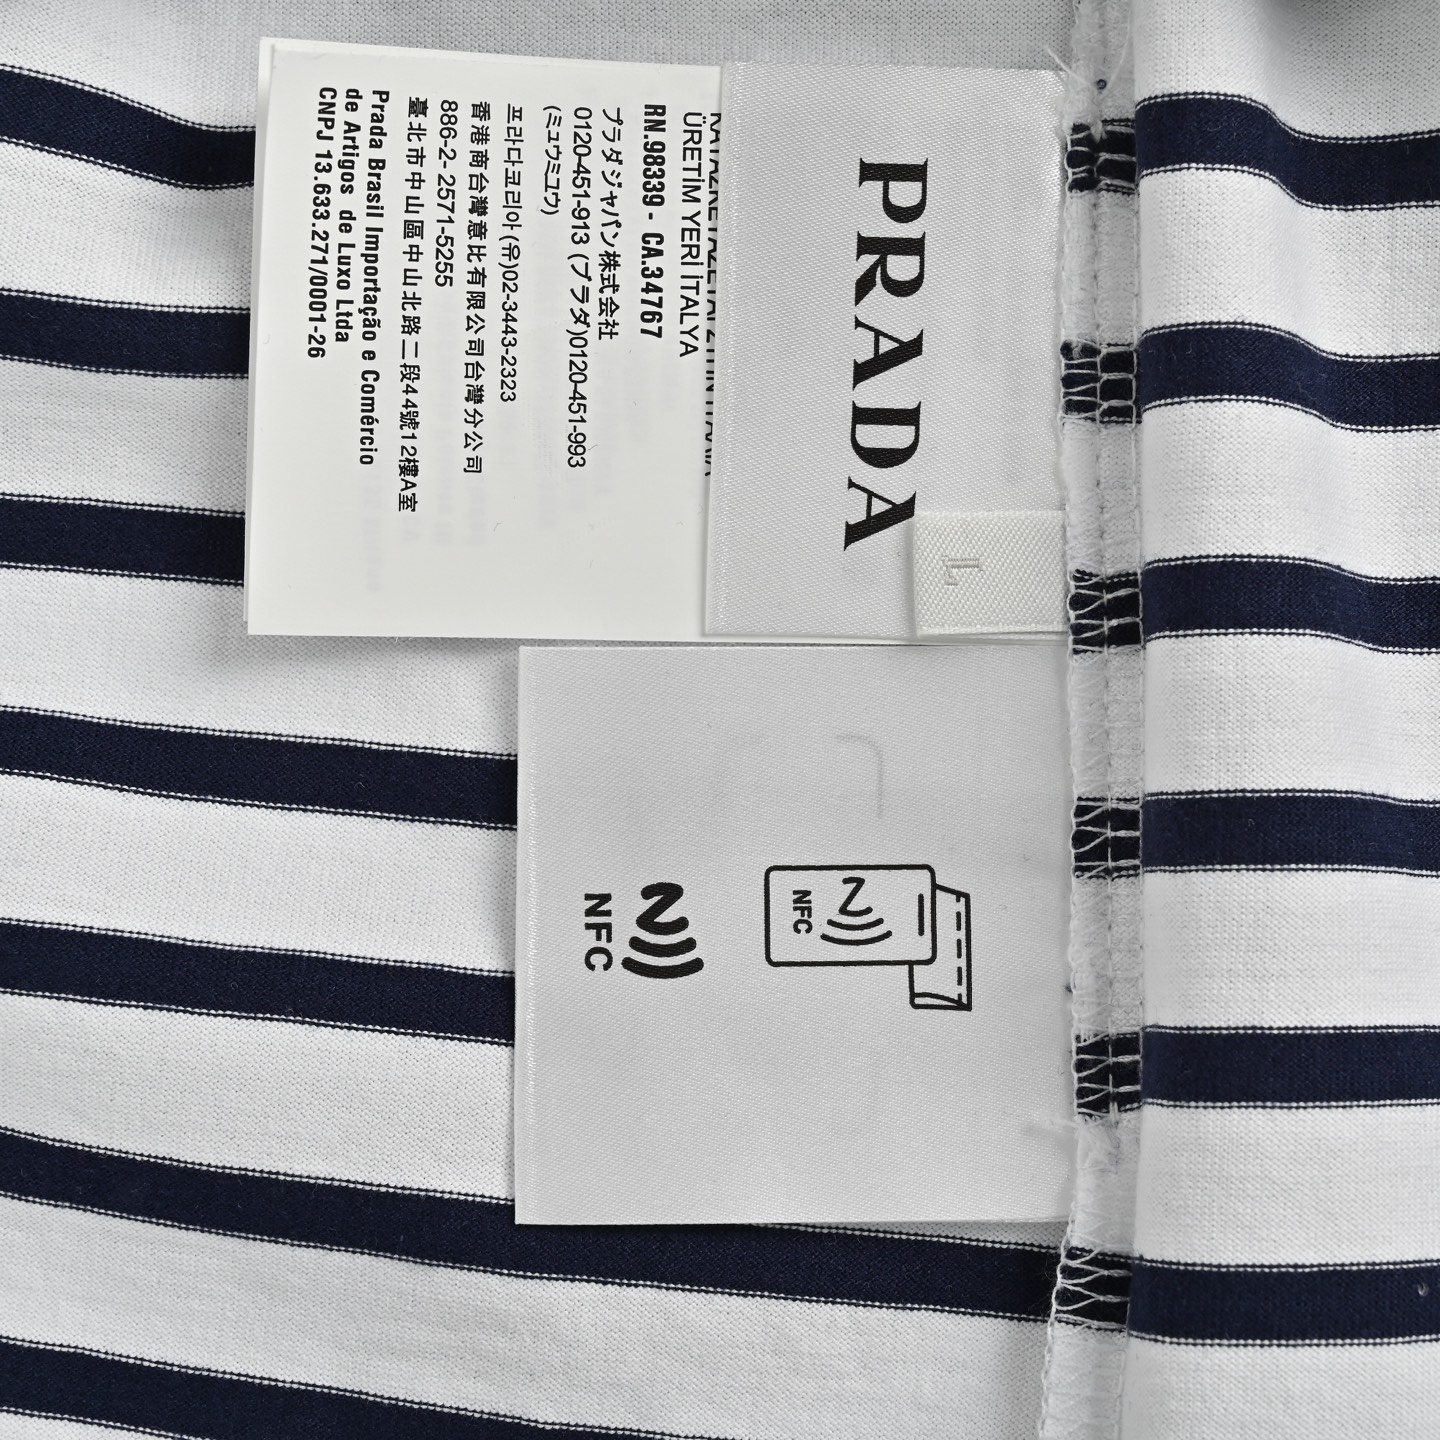 PRADA
L
ÜRETİM YERİ İTALYA
RN.98339 - CA.34767
プラダジャパン株式会社
0120-451-913 (プラダ)0120-451-993
(ミュウミュウ)
프라다코리아(유)02-3443-2323
香港商台灣意比有限公司台灣分公司
886-2-2571-5255
臺北市中山區中山北路二段44號12樓A室
Prada Brasil Importação e Comércio
de Artigos de Luxo Ltda
CNPJ 13.633.271/0001-26
NFC
NFC